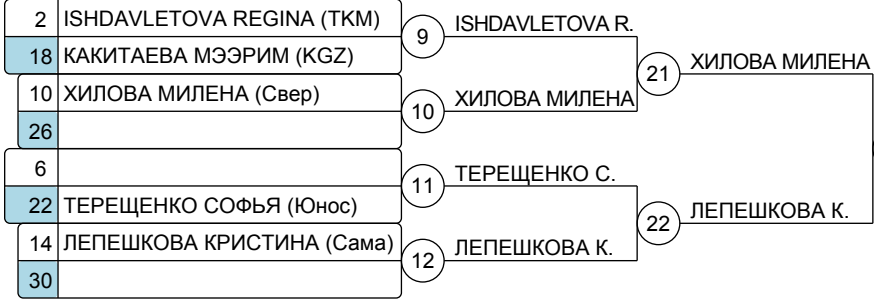 2 ISHDAVLETOVA REGINA (TKM)
18 КАКИТАЕВА МЭЭРИМ (KGZ)
10 ХИЛОВА МИЛЕНА (Свер)
26
6
22 ТЕРЕЩЕНКО СОФЬЯ (Юнос)
14 ЛЕПЕШКОВА КРИСТИНА (Сама)
30
9 ISHDAVLETOVA R.
10 ХИЛОВА МИЛЕНА
11 ТЕРЕЩЕНКО С.
12 ЛЕПЕШКОВА К.
21 ХИЛОВА МИЛЕНА
22 ЛЕПЕШКОВА К.